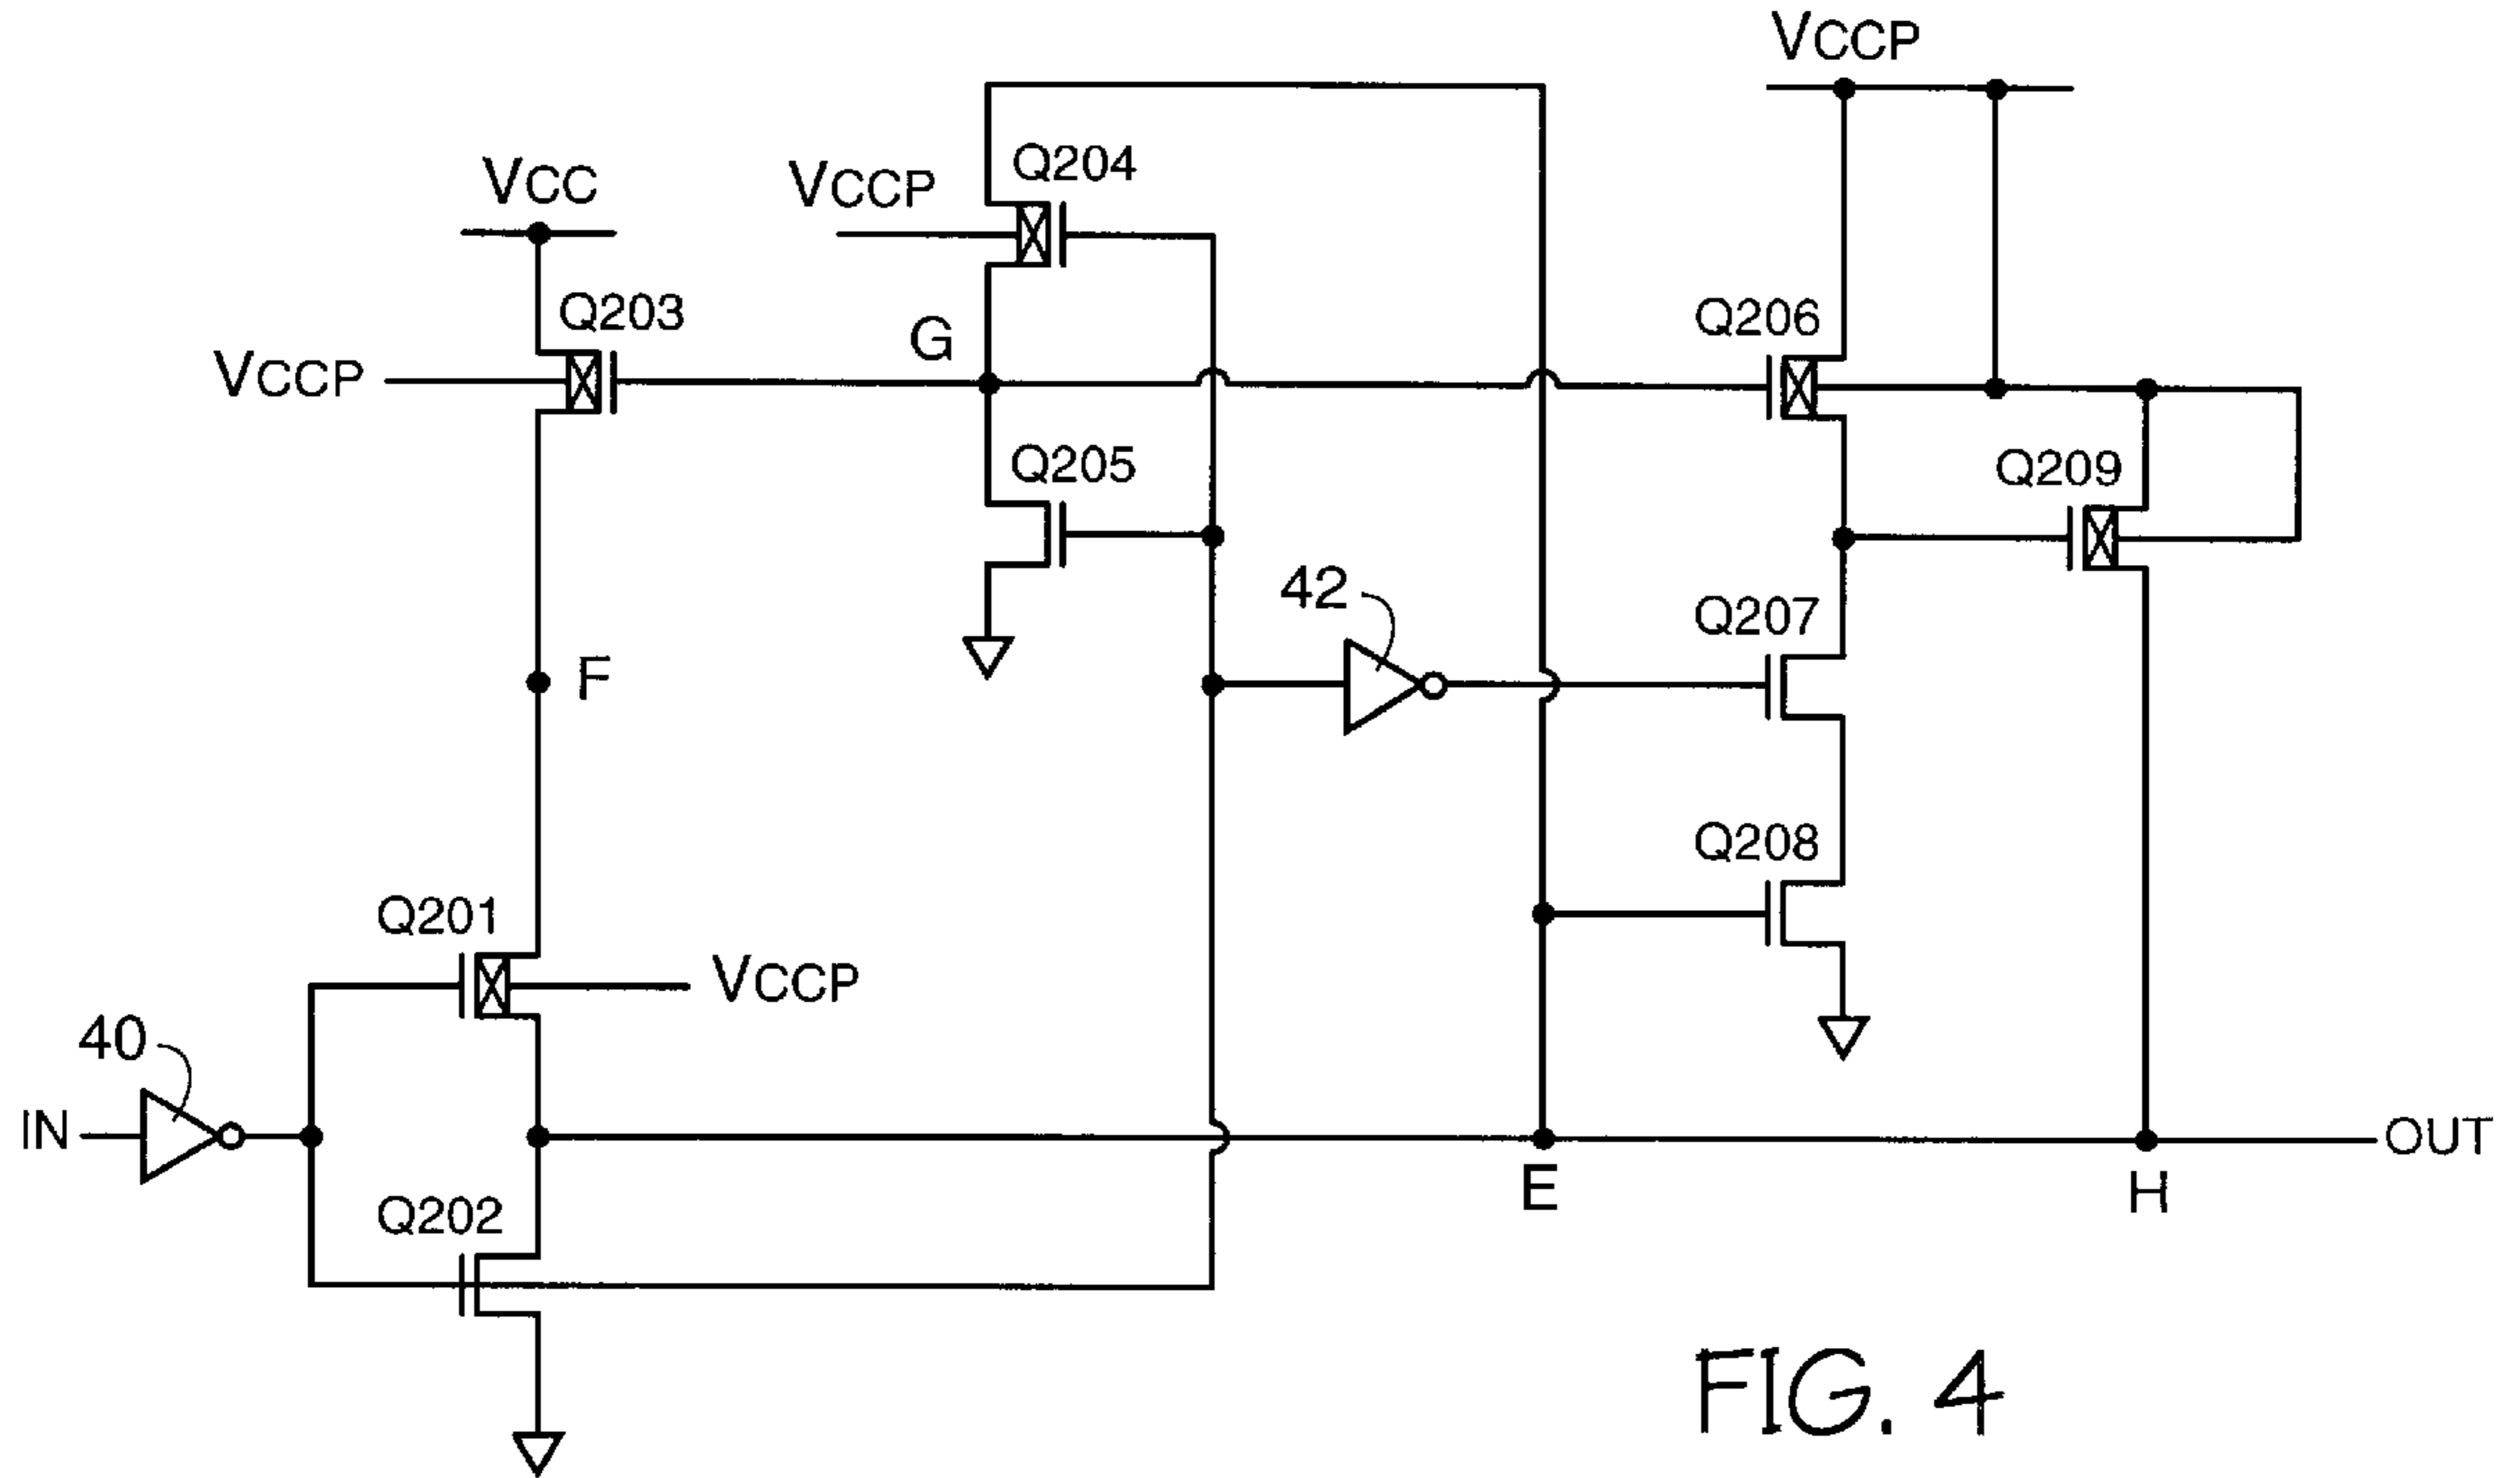 VCCP
Q204
VCC
VCCP
Q203
Q206
G
VCCP
Q205
Q209
42
Q207
F
Q208
Q201
VCCP
40
IN
OUT
E
H
Q202
FIG. 4